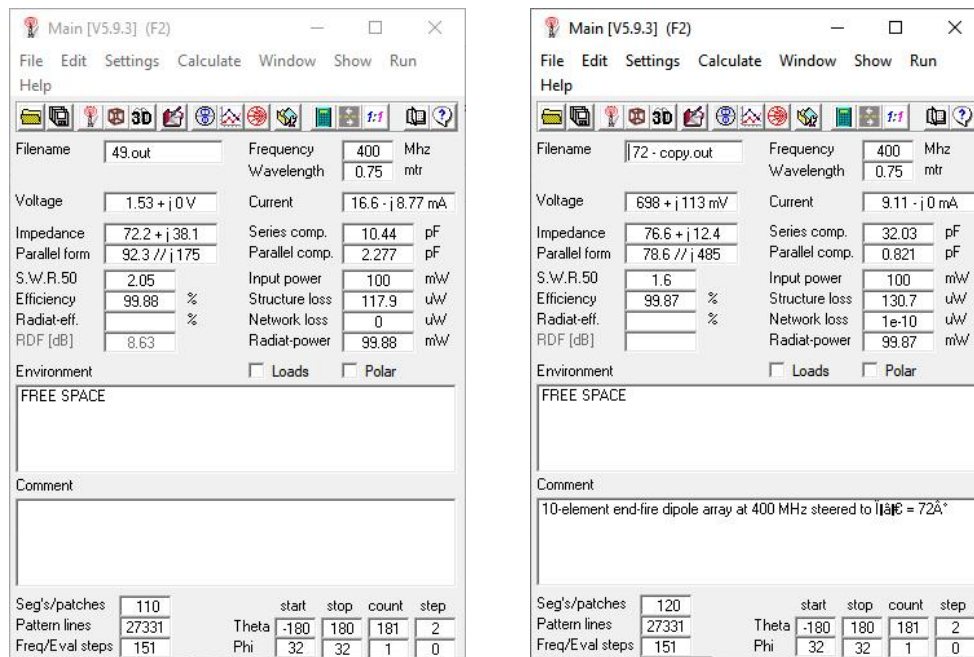 Main [V5.9.3] (F2)
File Edit Settings Calculate Window Show Run
Help
3D 1:1
Filename 49.out Frequency 400 Mhz
Wavelength 0.75 mtr
Voltage 1.53 + j 0 V Current 16.6 - j 8.77 mA
Impedance 72.2 + j 38.1 Series comp. 10.44 pF
Parallel form 92.3 // j 175 Parallel comp. 2.277 pF
S.W.R.50 2.05 Input power 100 mW
Efficiency 99.88 % Structure loss 117.9 uW
Radiat-eff. % Network loss 0 uW
RDF [dB] 8.63 Radiat-power 99.88 mW
Environment Loads Polar
FREE SPACE
Comment
Seg's/patches 110 start stop count step
Pattern lines 27331 Theta -180 180 181 2
Freq/Eval steps 151 Phi 32 32 1 0
Main [V5.9.3] (F2)
File Edit Settings Calculate Window Show Run
Help
3D 1:1
Filename 72 - copy.out Frequency 400 Mhz
Wavelength 0.75 mtr
Voltage 698 + j 113 mV Current 9.11 - j 0 mA
Impedance 76.6 + j 12.4 Series comp. 32.03 pF
Parallel form 78.6 // j 485 Parallel comp. 0.821 pF
S.W.R.50 1.6 Input power 100 mW
Efficiency 99.87 % Structure loss 130.7 uW
Radiat-eff. % Network loss 1e-10 uW
RDF [dB] Radiat-power 99.87 mW
Environment Loads Polar
FREE SPACE
Comment
10-element end-fire dipole array at 400 MHz steered to = 72Â°
Seg's/patches 120 start stop count step
Pattern lines 27331 Theta -180 180 181 2
Freq/Eval steps 151 Phi 32 32 1 0